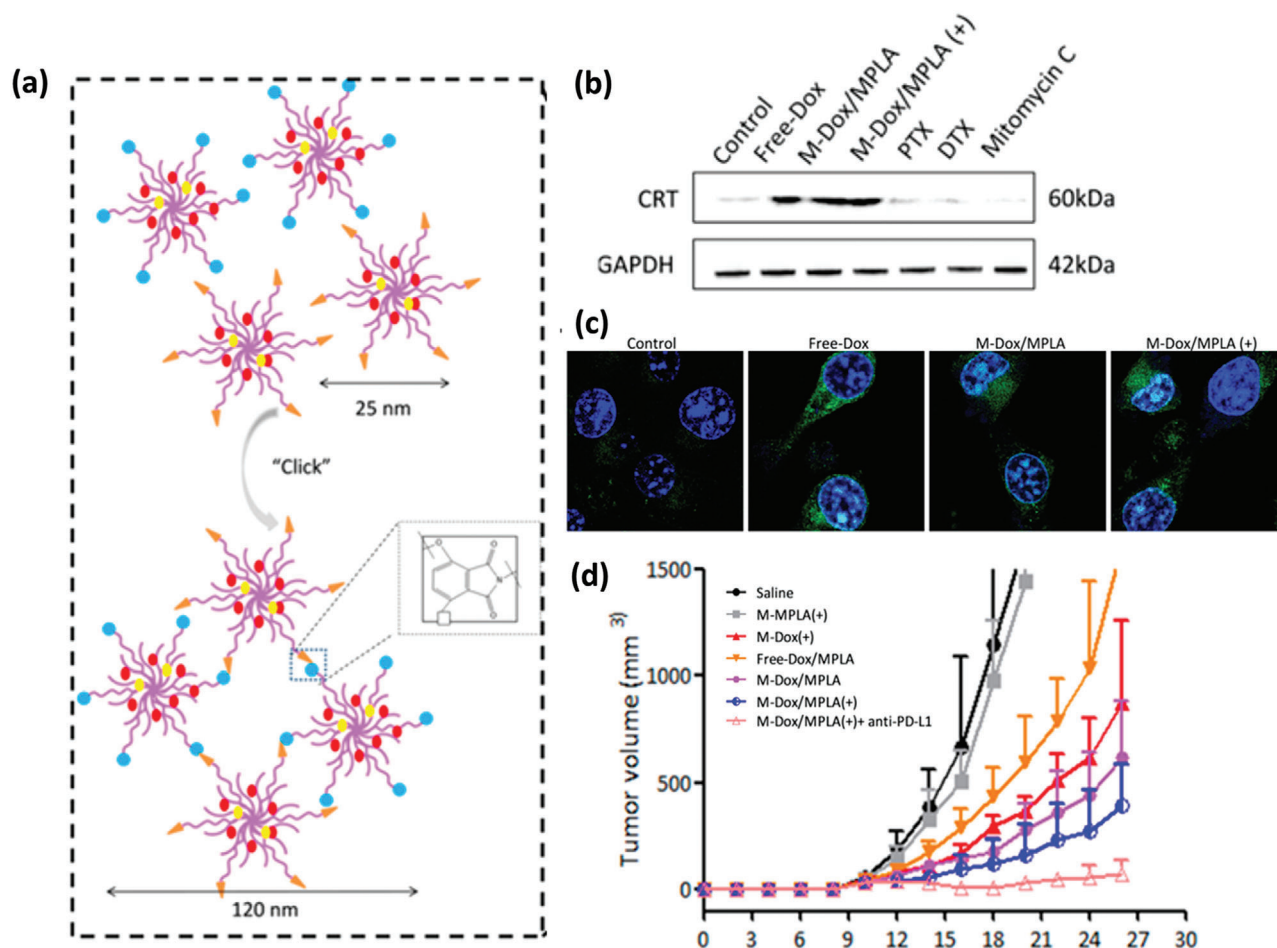 (a)
25 nm
"Click"
O
O
N
O
120 nm
(b)
Control
Free-Dox
M-Dox/MPLA
M-Dox/MPLA (+)
PTX
DTX
Mitomycin C
CRT
60kDa
GAPDH
42kDa
(c)
Control
Free-Dox
M-Dox/MPLA
M-Dox/MPLA (+)
(d)
Tumor volume (mm 3)
1500
1000
500
0
Saline
M-MPLA(+)
M-Dox(+)
Free-Dox/MPLA
M-Dox/MPLA
M-Dox/MPLA(+)
M-Dox/MPLA(+)+ anti-PD-L1
0 3 6 9 12 15 18 21 24 27 30